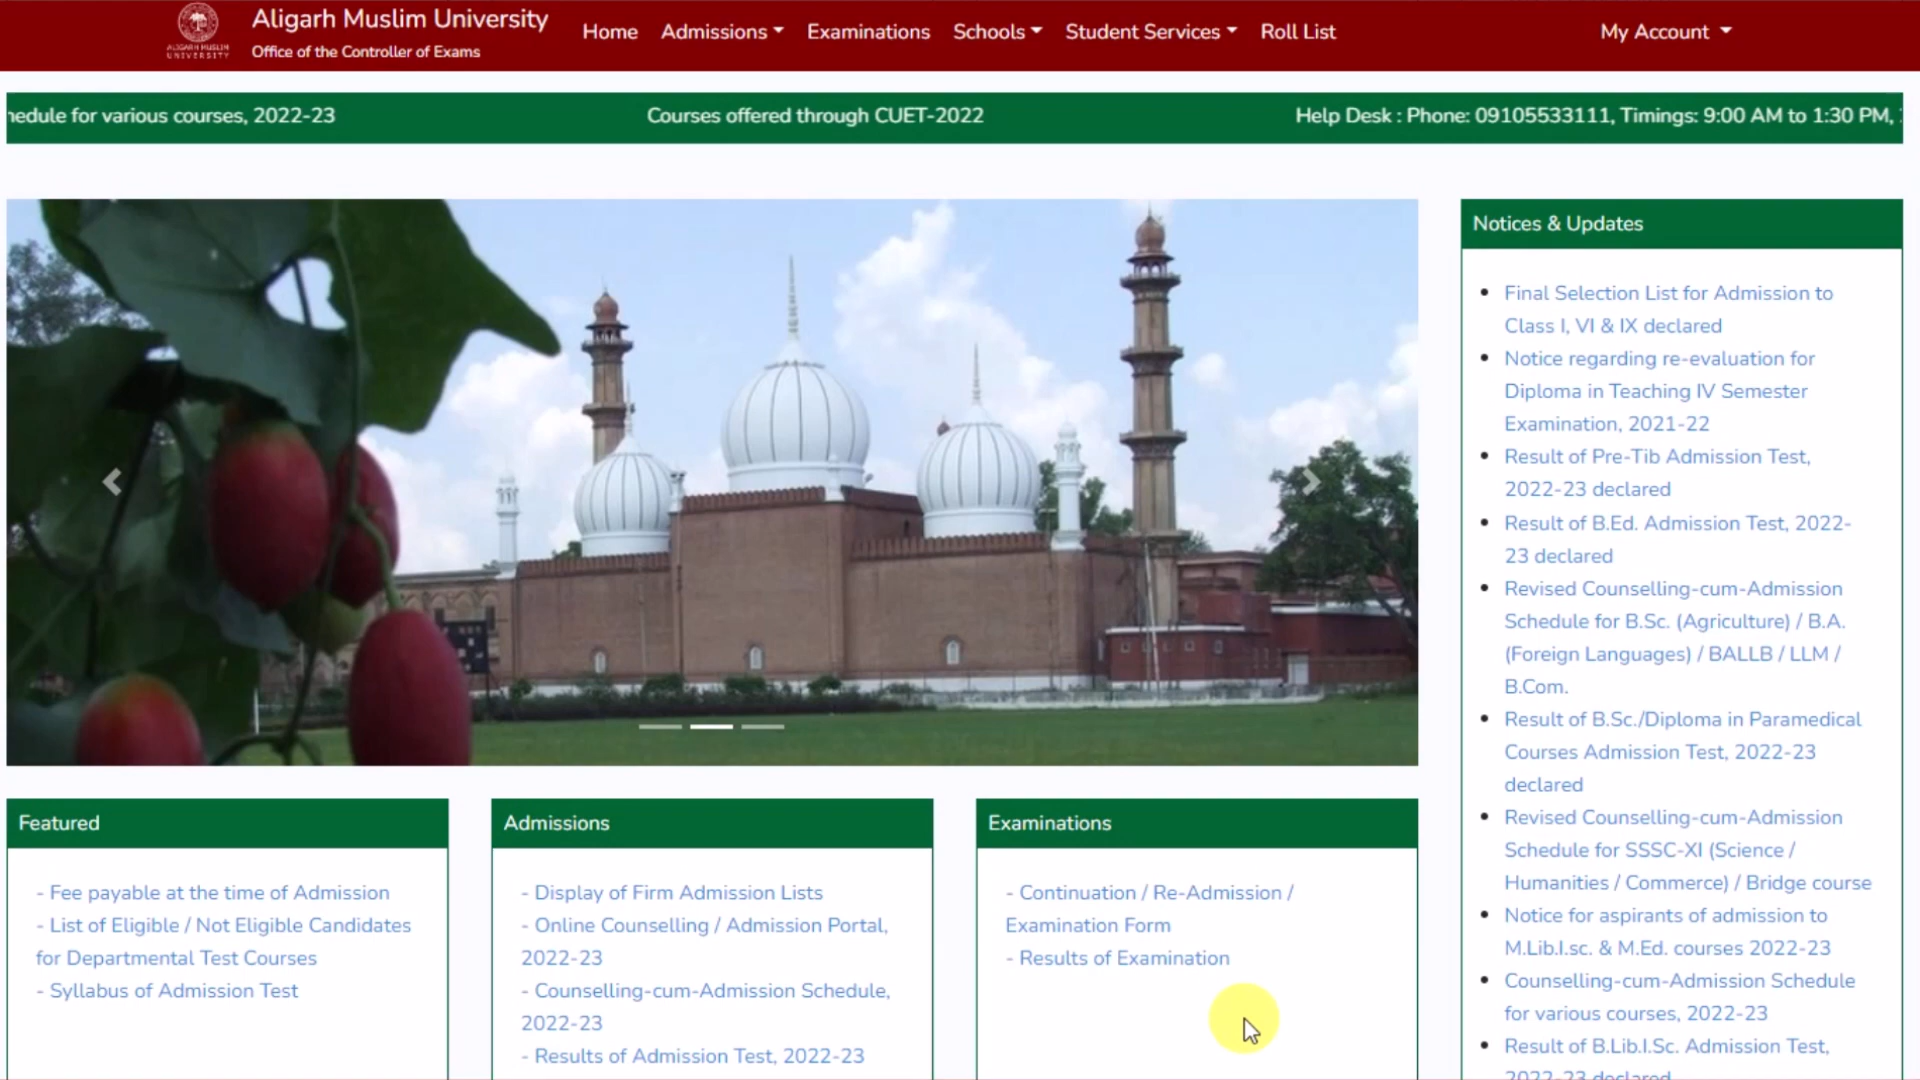 ALIGARH MUSLIM
UNIVERSITY
Aligarh Muslim University
Office of the Controller of Exams
Home
Admissions
Examinations
Schools
Student Services
Roll List
My Account
hedule for various courses, 2022-23
Courses offered through CUET-2022
Help Desk : Phone: 09105533111, Timings: 9:00 AM to 1:30 PM,
Notices & Updates
Final Selection List for Admission to
Class I, VI & IX declared
Notice regarding re-evaluation for
Diploma in Teaching IV Semester
Examination, 2021-22
Result of Pre-Tib Admission Test,
2022-23 declared
Result of B.Ed. Admission Test, 2022-
23 declared
Revised Counselling-cum-Admission
Schedule for B.Sc. (Agriculture) / B.A.
(Foreign Languages) / BALLB / LLM /
B.Com.
Result of B.Sc./Diploma in Paramedical
Courses Admission Test, 2022-23
declared
Revised Counselling-cum-Admission
Schedule for SSSC-XI (Science /
Humanities / Commerce) / Bridge course
Notice for aspirants of admission to
M.Lib.I.sc. & M.Ed. courses 2022-23
Counselling-cum-Admission Schedule
for various courses, 2022-23
Result of B.Lib.I.Sc. Admission Test,
2022-23 declared
Featured
- Fee payable at the time of Admission
- List of Eligible / Not Eligible Candidates
for Departmental Test Courses
- Syllabus of Admission Test
Admissions
- Display of Firm Admission Lists
- Online Counselling / Admission Portal,
2022-23
- Counselling-cum-Admission Schedule,
2022-23
- Results of Admission Test, 2022-23
Examinations
- Continuation / Re-Admission /
Examination Form
- Results of Examination